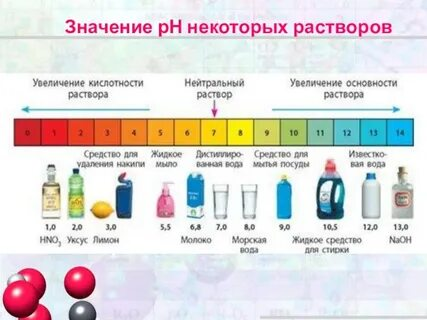 Значение pH некоторых растворов
Увеличение кислотности
раствора
Нейтральный
раствор
Увеличение основности
раствора
0 1 2 3 4 5 6 7 8 9 10 11 12 13 14
Средство для
удаления накипи
Жидкое
мыло
Дистиллиро-
ванная вода
Средство для
мытья посуды
Известко-
вая вода
1,0 2,0 3,0 5,5 6,8 7,0 8,0 9,0 10,5 12,0 13,0
HNO3 Уксус Лимон Молоко Морская
вода
Жидкое средство
для стирки
NaOH